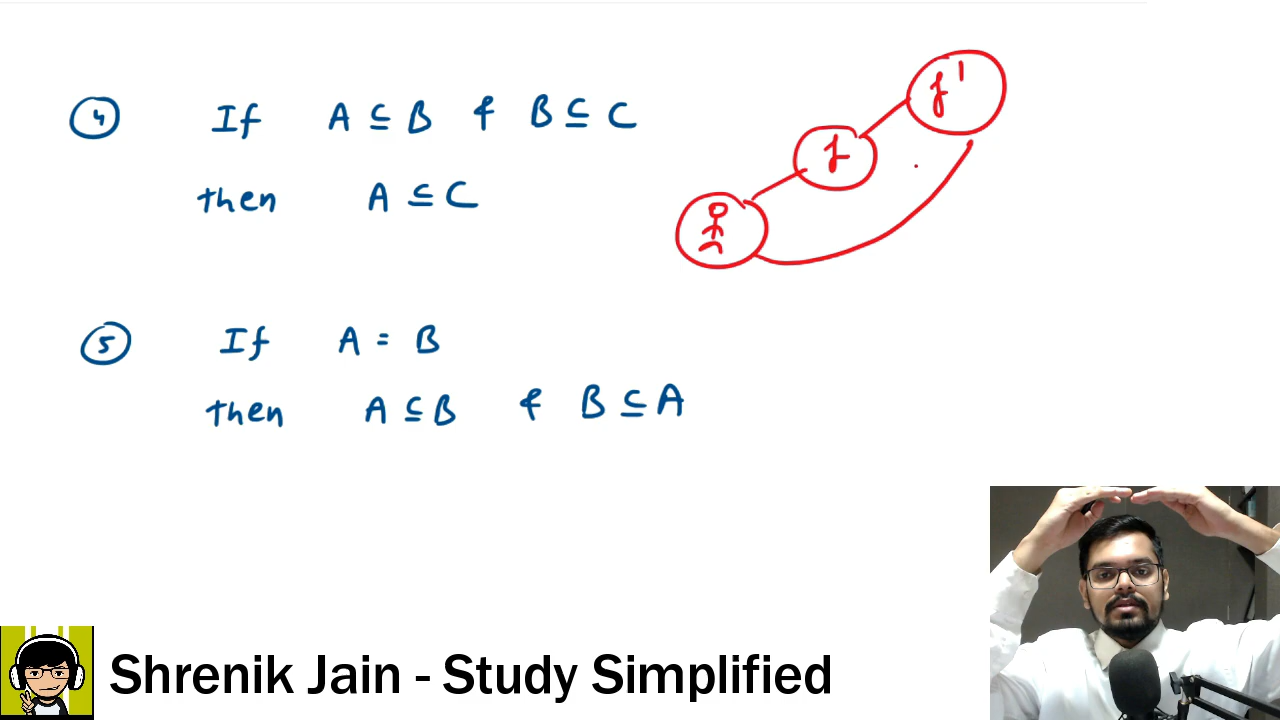 4 If A ⊆ B & B ⊆ C
then A ⊆ C
f
f'
5 If A = B
then A ⊆ B & B ⊆ A
Shrenik Jain - Study Simplified